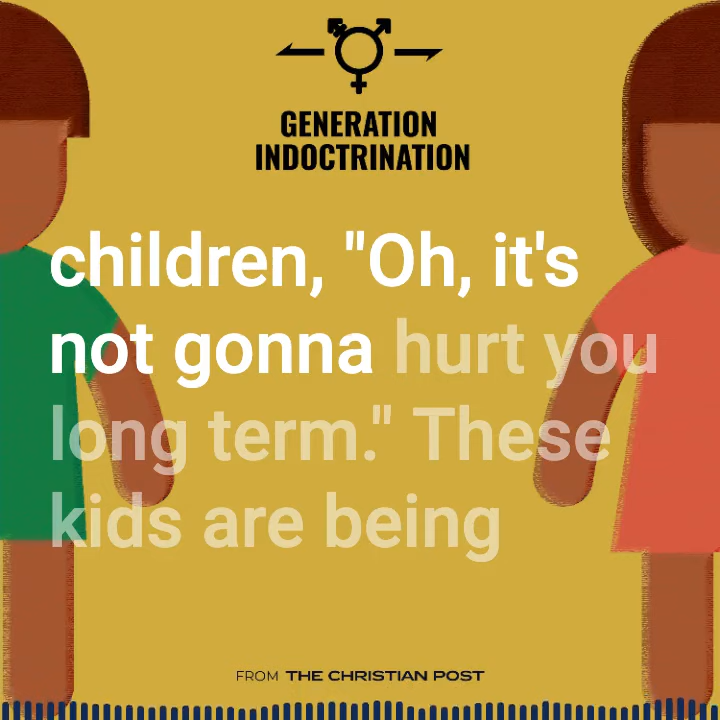 GENERATION
INDOCTRINATION
children, "Oh, it's
not gonna hurt you
long term." These
kids are being
FROM THE CHRISTIAN POST